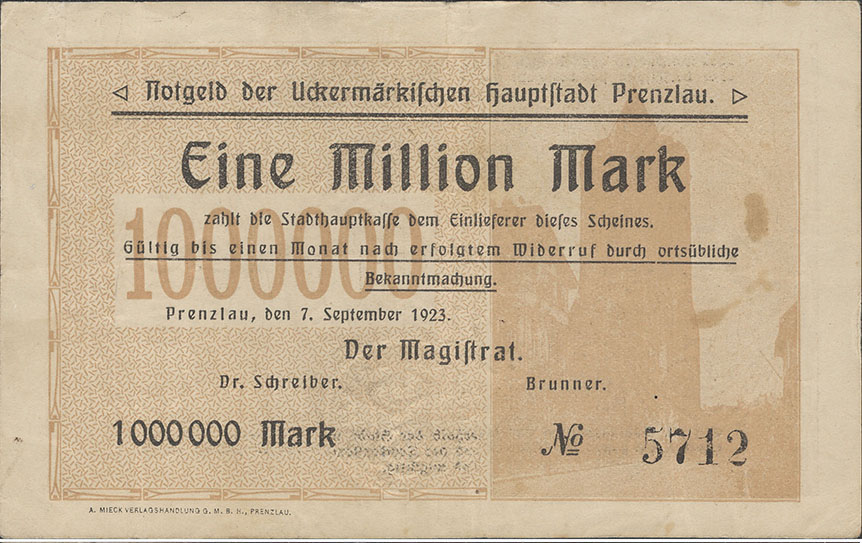 ◁ Notgeld der Uckermärkischen Hauptstadt Prenzlau. ▷
Eine Million Mark
1000000
zahlt die Stadthauptkasse dem Einlieferer dieses Scheines.
Gültig bis einen Monat nach erfolgtem Widerruf durch ortsübliche
Bekanntmachung.
Prenzlau, den 7. September 1923.
Der Magistrat.
Dr. Schreiber. Brunner.
1000000 Mark № 5712
A. MIECK VERLAGSHANDLUNG G. M. B. H., PRENZLAU.